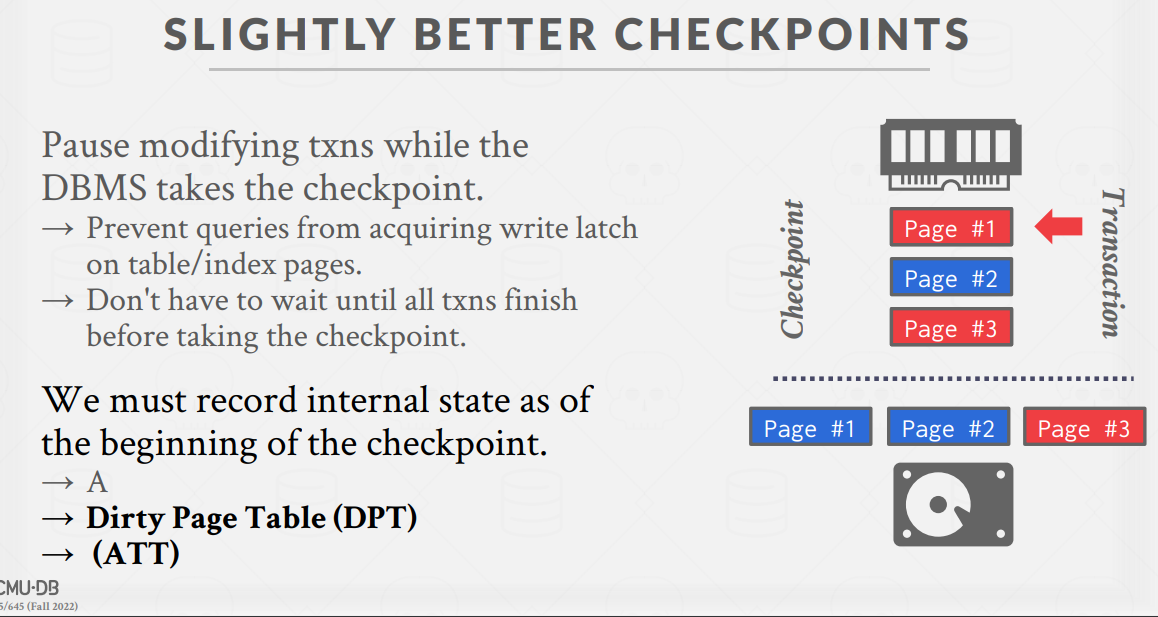 SLIGHTLY BETTER CHECKPOINTS
Pause modifying txns while the
DBMS takes the checkpoint.
→ Prevent queries from acquiring write latch
on table/index pages.
→ Don't have to wait until all txns finish
before taking the checkpoint.
We must record internal state as of
the beginning of the checkpoint.
→ A
→ Dirty Page Table (DPT)
→ (ATT)
Checkpoint
Page #1
Page #2
Page #3
Transaction
Page #1 Page #2 Page #3
CMU·DB
5/645 (Fall 2022)